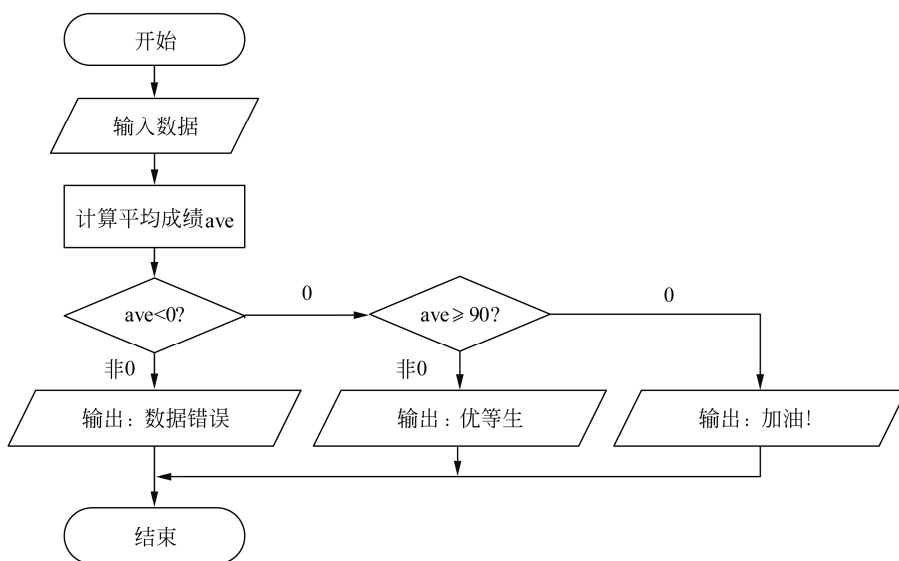 开始
输入数据
计算平均成绩ave
ave<0?
0
ave≥90?
0
非0
非0
输出：数据错误
输出：优等生
输出：加油!
结束